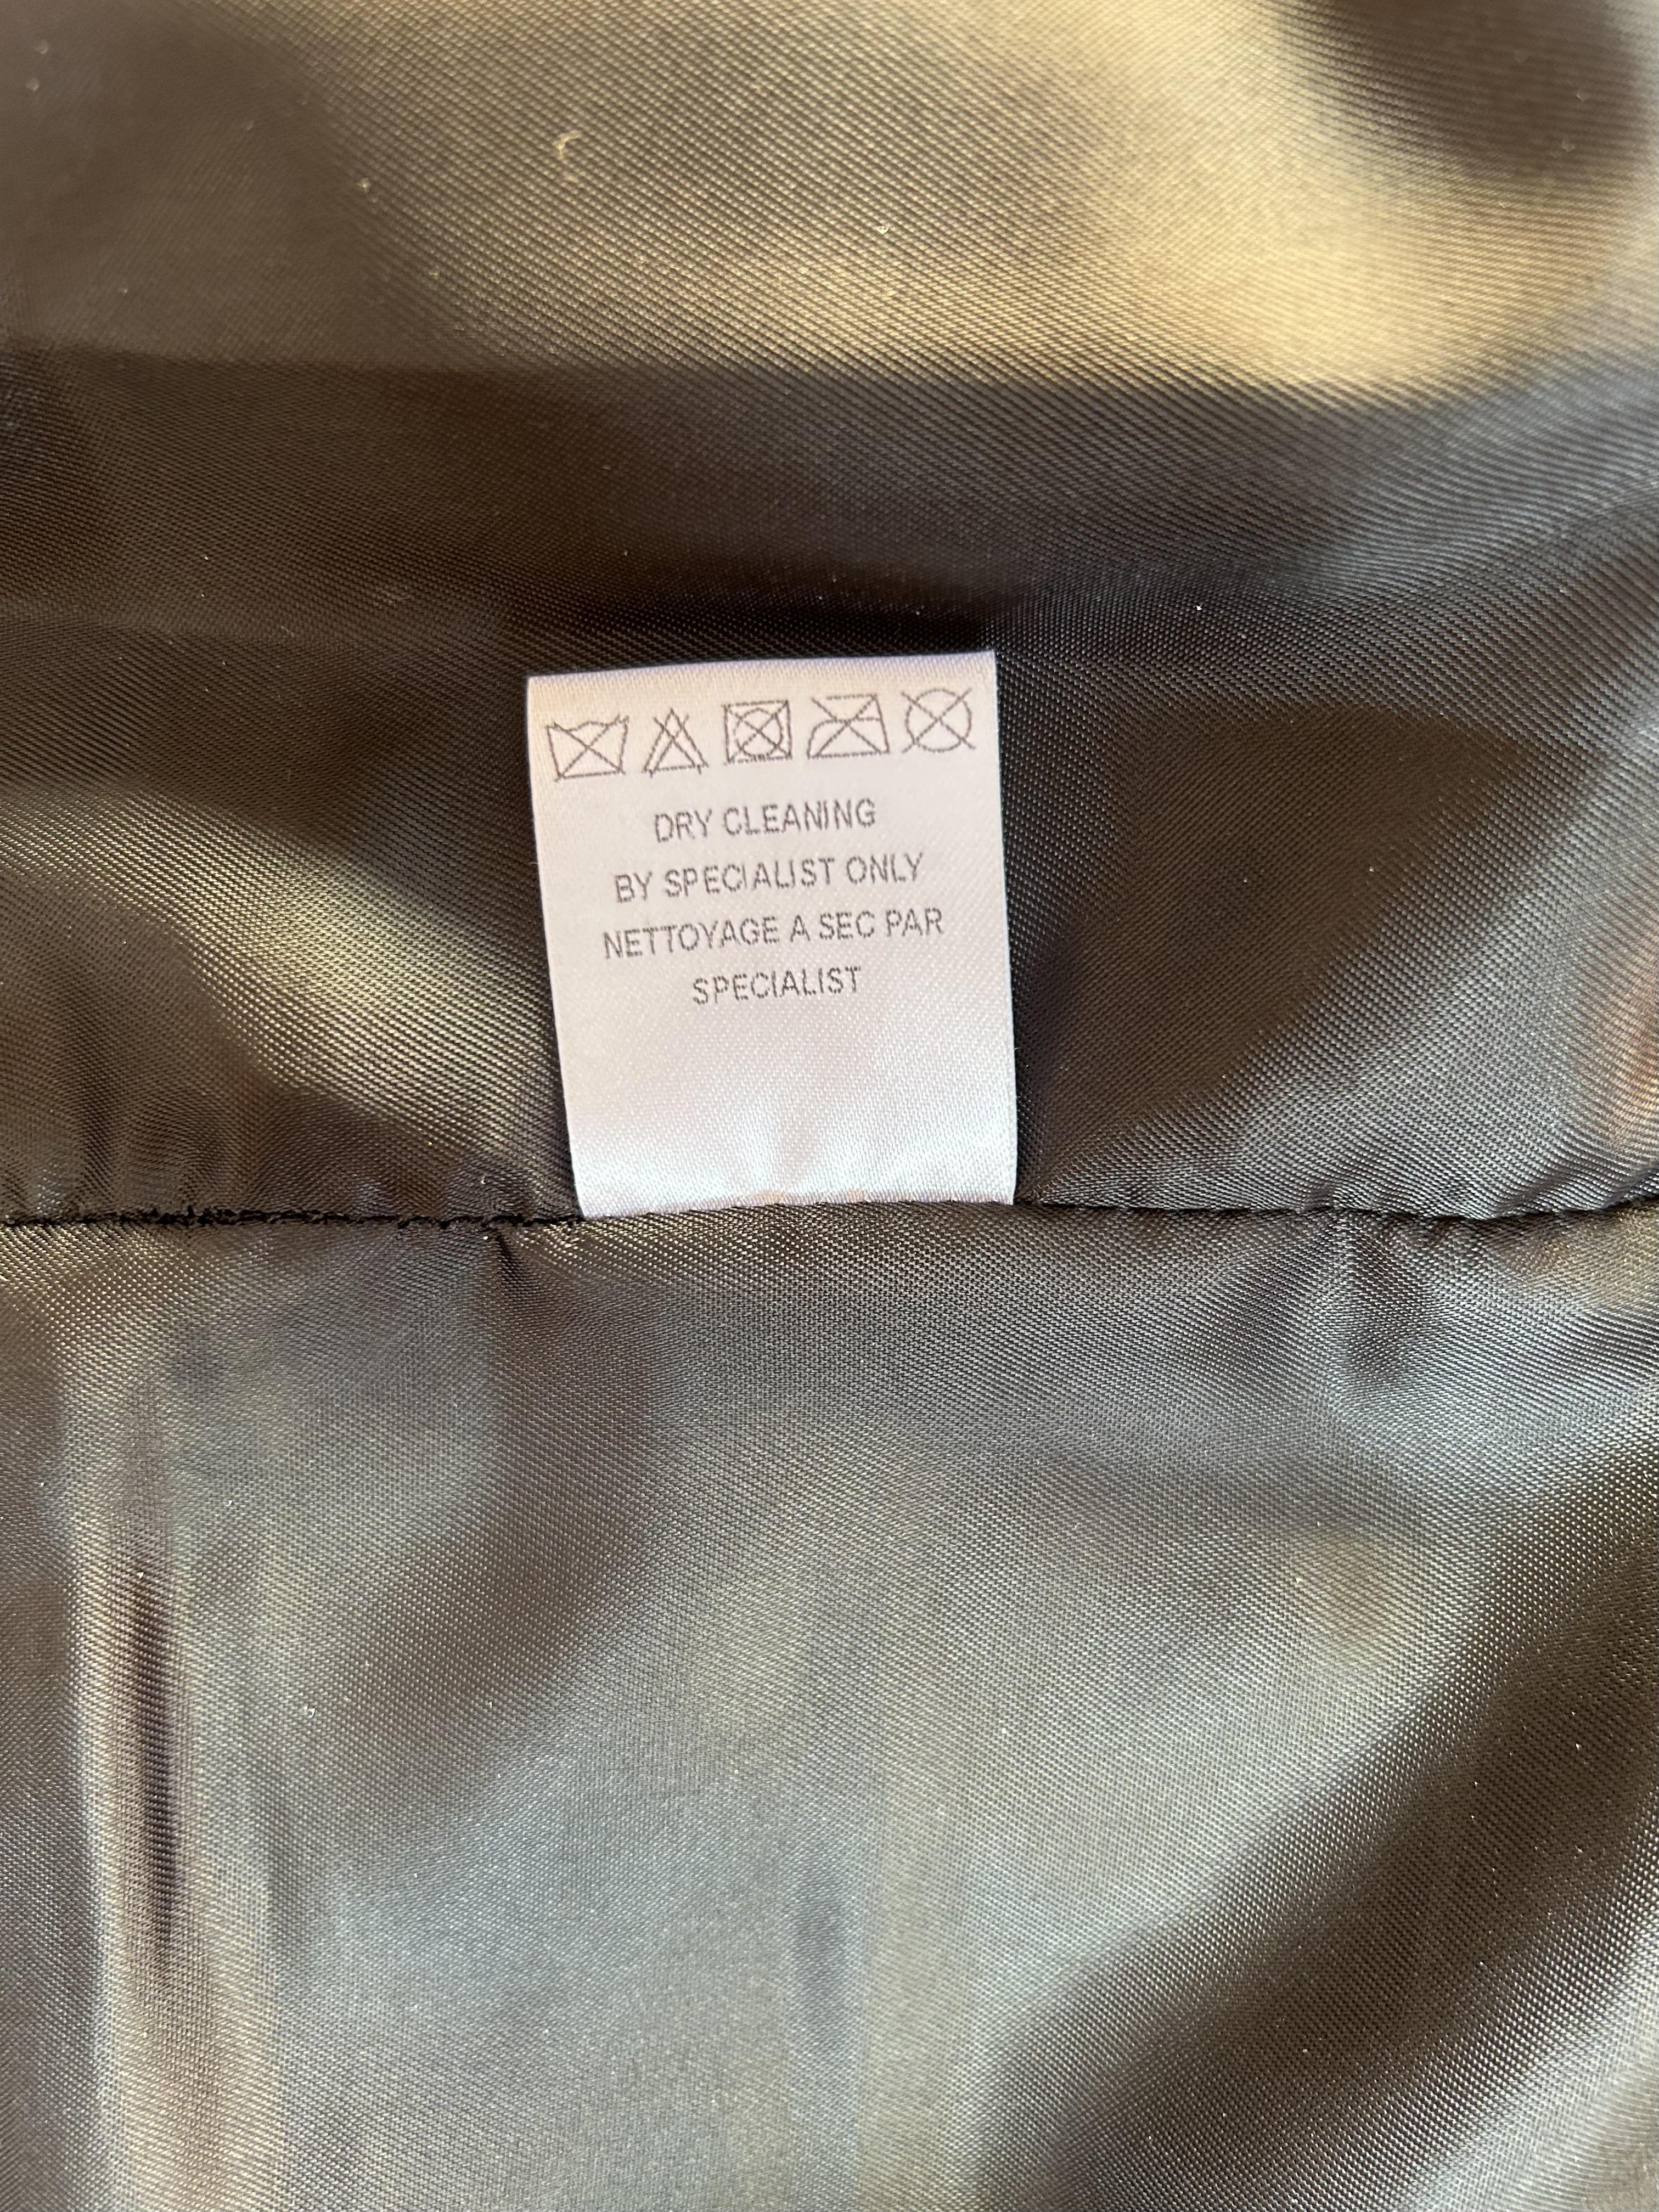 DRY CLEANING
BY SPECIALIST ONLY
NETTOYAGE A SEC PAR
SPECIALIST